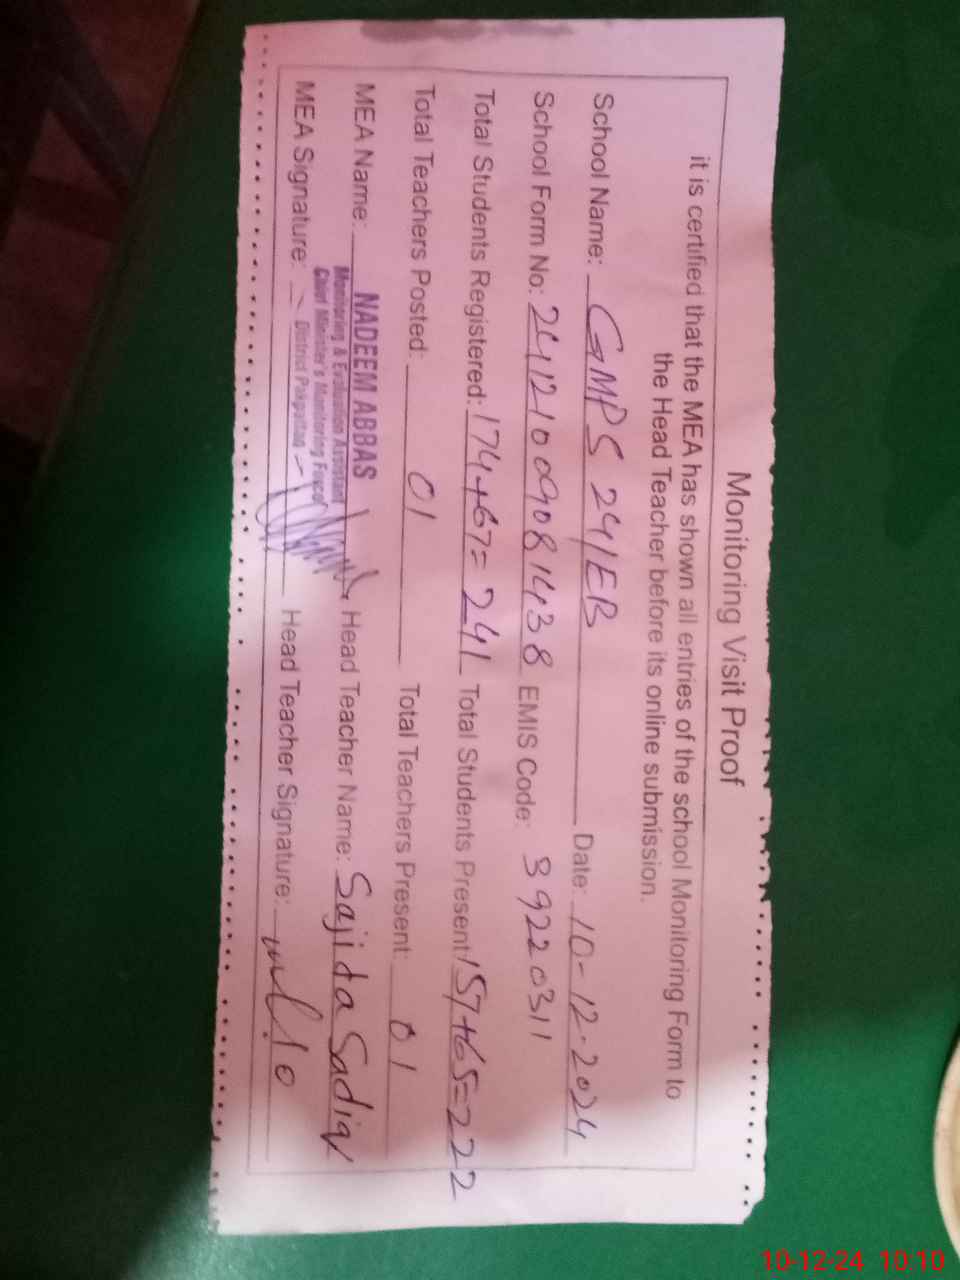 Monitoring Visit Proof
it is certified that the MEA has shown all entries of the school Monitoring Form to
the Head Teacher before its online submission.
School Name: GMPS 24/EB Date: 10-12-2024
School Form No: 24121009081438 EMIS Code: 39220311
Total Students Registered: 174+67=241 Total Students Present: 157+65=222
Total Teachers Posted: 01 Total Teachers Present: 01
MEA Name: NADEEM ABBAS Head Teacher Name: Sajida Sadiq
Monitoring & Evaluation Assistant
Chief Minister's Monitoring Force
MEA Signature: District Pakpattan Head Teacher Signature:
10-12-24 10:10